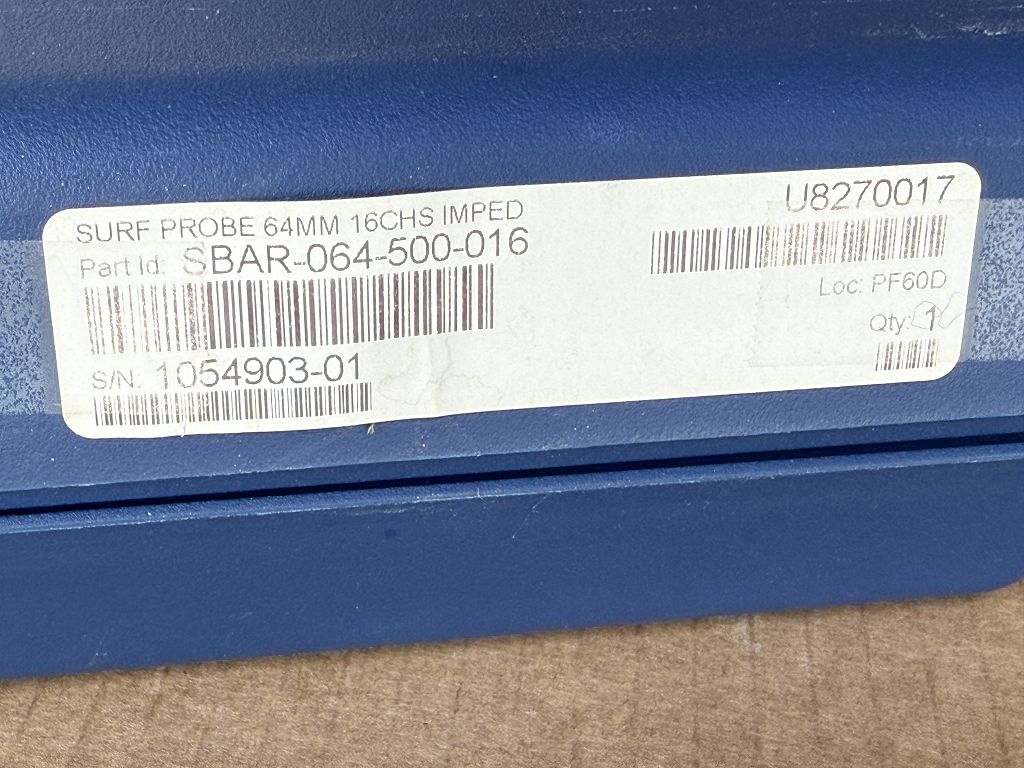 SURF PROBE 64MM 16CHS IMPED
Part Id: SBAR-064-500-016
S/N: 1054903-01
U8270017
Loc: PF60D
Qty: 1